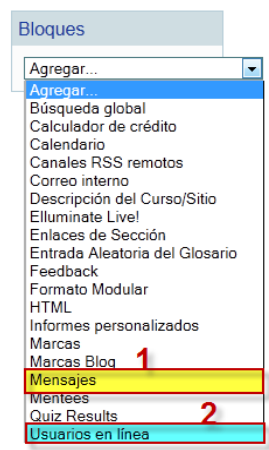 Bloques
Agregar...
Agregar...
Búsqueda global
Calculador de crédito
Calendario
Canales RSS remotos
Correo interno
Descripción del Curso/Sitio
Elluminate Live!
Enlaces de Sección
Entrada Aleatoria del Glosario
Feedback
Formato Modular
HTML
Informes personalizados
Marcas
Marcas Blog 1
Mensajes
Mentees
Quiz Results 2
Usuarios en línea